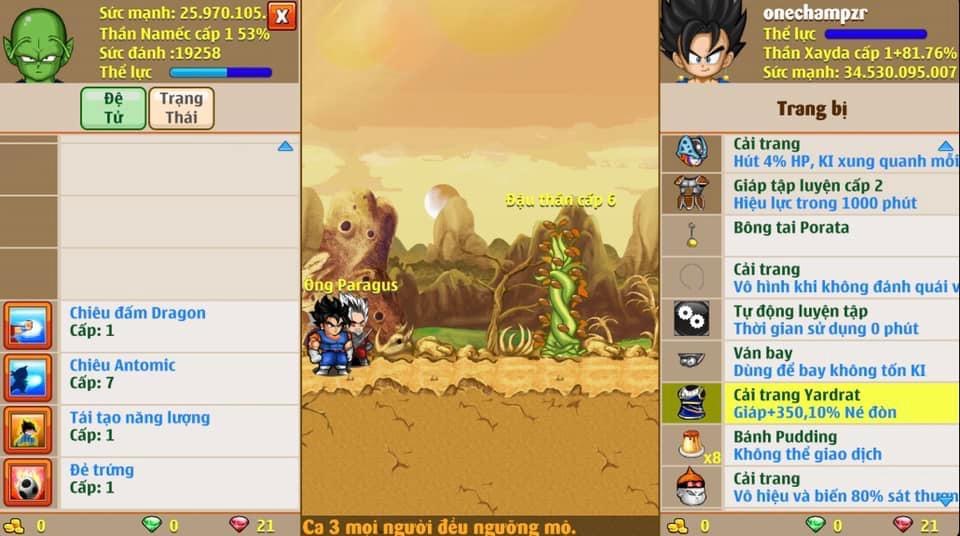 Sức mạnh: 25.970.105.
X
Thần Namếc cấp 1 53%
Sức đánh :19258
Thể lực
Đệ
Tử
Trạng
Thái
Chiêu đấm Dragon
Cấp: 1
Chiêu Antomic
Cấp: 7
Tái tạo năng lượng
Cấp: 1
Đẻ trứng
Cấp: 1
0
0
21
Đậu thần cấp 6
Ông Paragus
Ca 3 mọi người đều ngưỡng mộ.
onechampzr
Thể lực
Thần Xayda cấp 1+81.76%
Sức mạnh: 34.530.095.007
Trang bị
Cải trang
Hút 4% HP, KI xung quanh mỗi
Giáp tập luyện cấp 2
Hiệu lực trong 1000 phút
Bông tai Porata
Cải trang
Vô hình khi không đánh quái v
Tự động luyện tập
Thời gian sử dụng 0 phút
Ván bay
Dùng để bay không tốn KI
Cải trang Yardrat
Giáp+350,10% Né đòn
Bánh Pudding
x8
Không thể giao dịch
Cải trang
Vô hiệu và biến 80% sát thươn
0
0
21